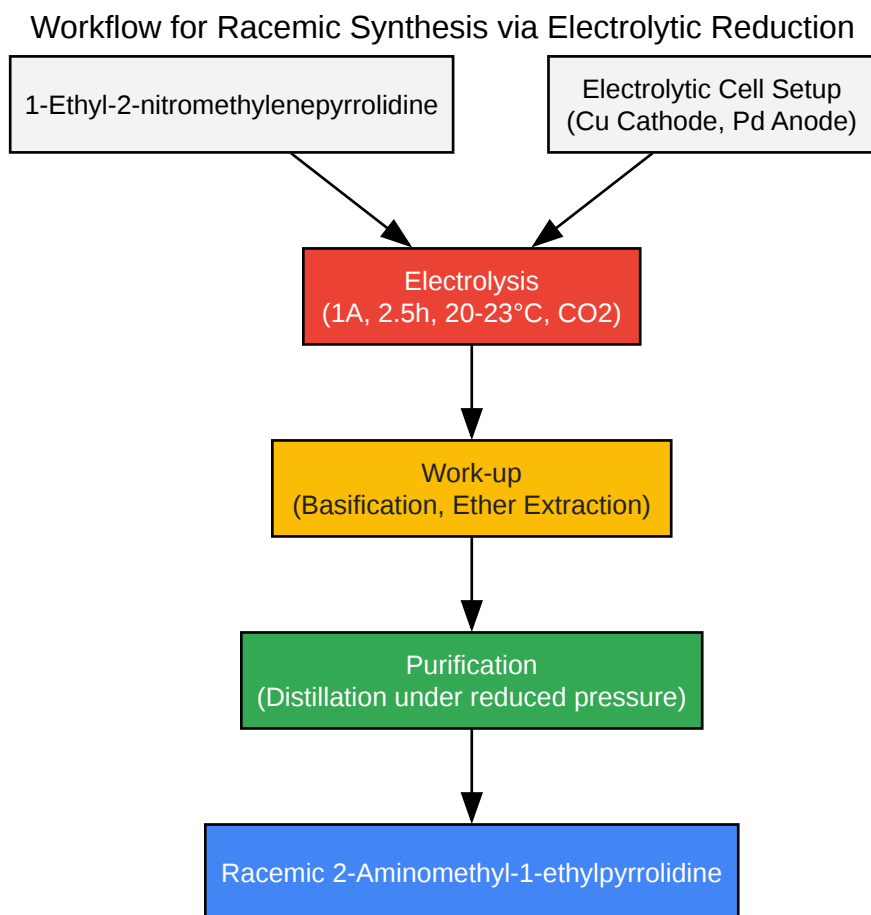 Workflow for Racemic Synthesis via Electrolytic Reduction
1-Ethyl-2-nitromethylenepyrrolidine
Electrolytic Cell Setup
(Cu Cathode, Pd Anode)
Electrolysis
(1A, 2.5h, 20-23°C, CO2)
Work-up
(Basification, Ether Extraction)
Purification
(Distillation under reduced pressure)
Racemic 2-Aminomethyl-1-ethylpyrrolidine